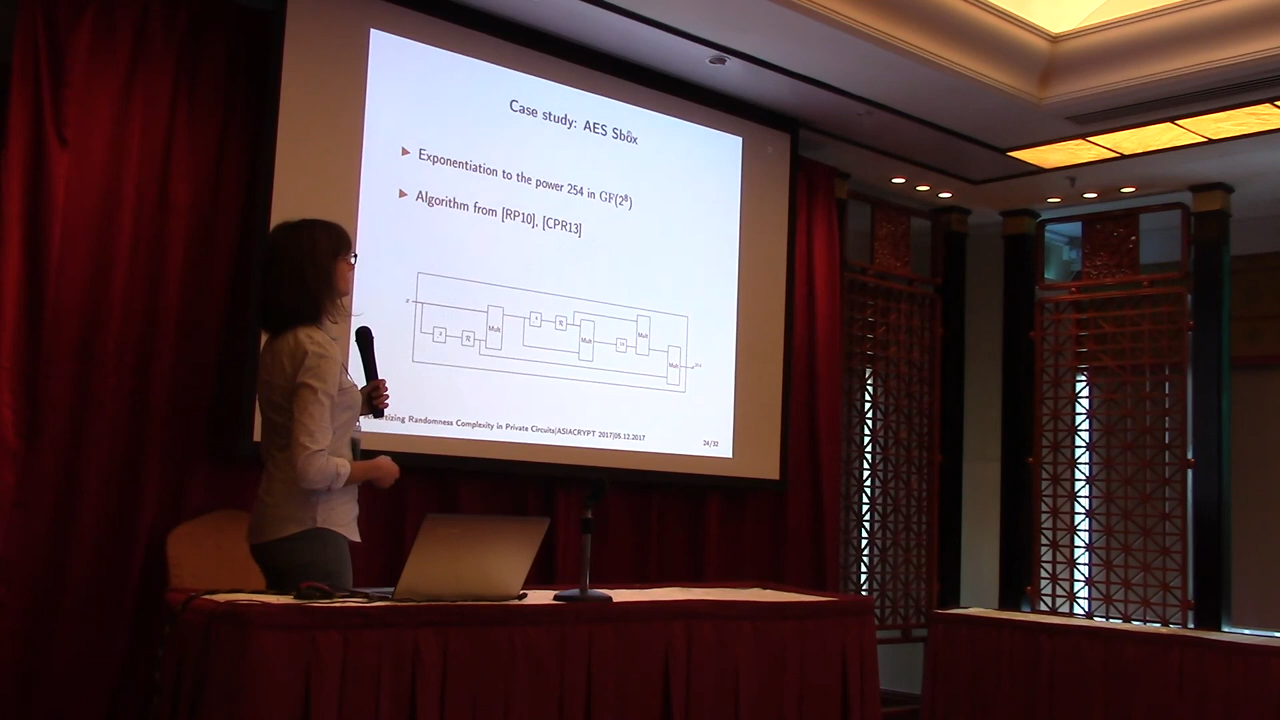 Case study: AES Sbox
Exponentiation to the power 254 in GF(2⁸)
Algorithm from [RP10], [CPR13]
Mult
Mult
Mult
Mult
Randomness Complexity in Private Circuits|ASIACRYPT 2017|05.12.2017
24/32